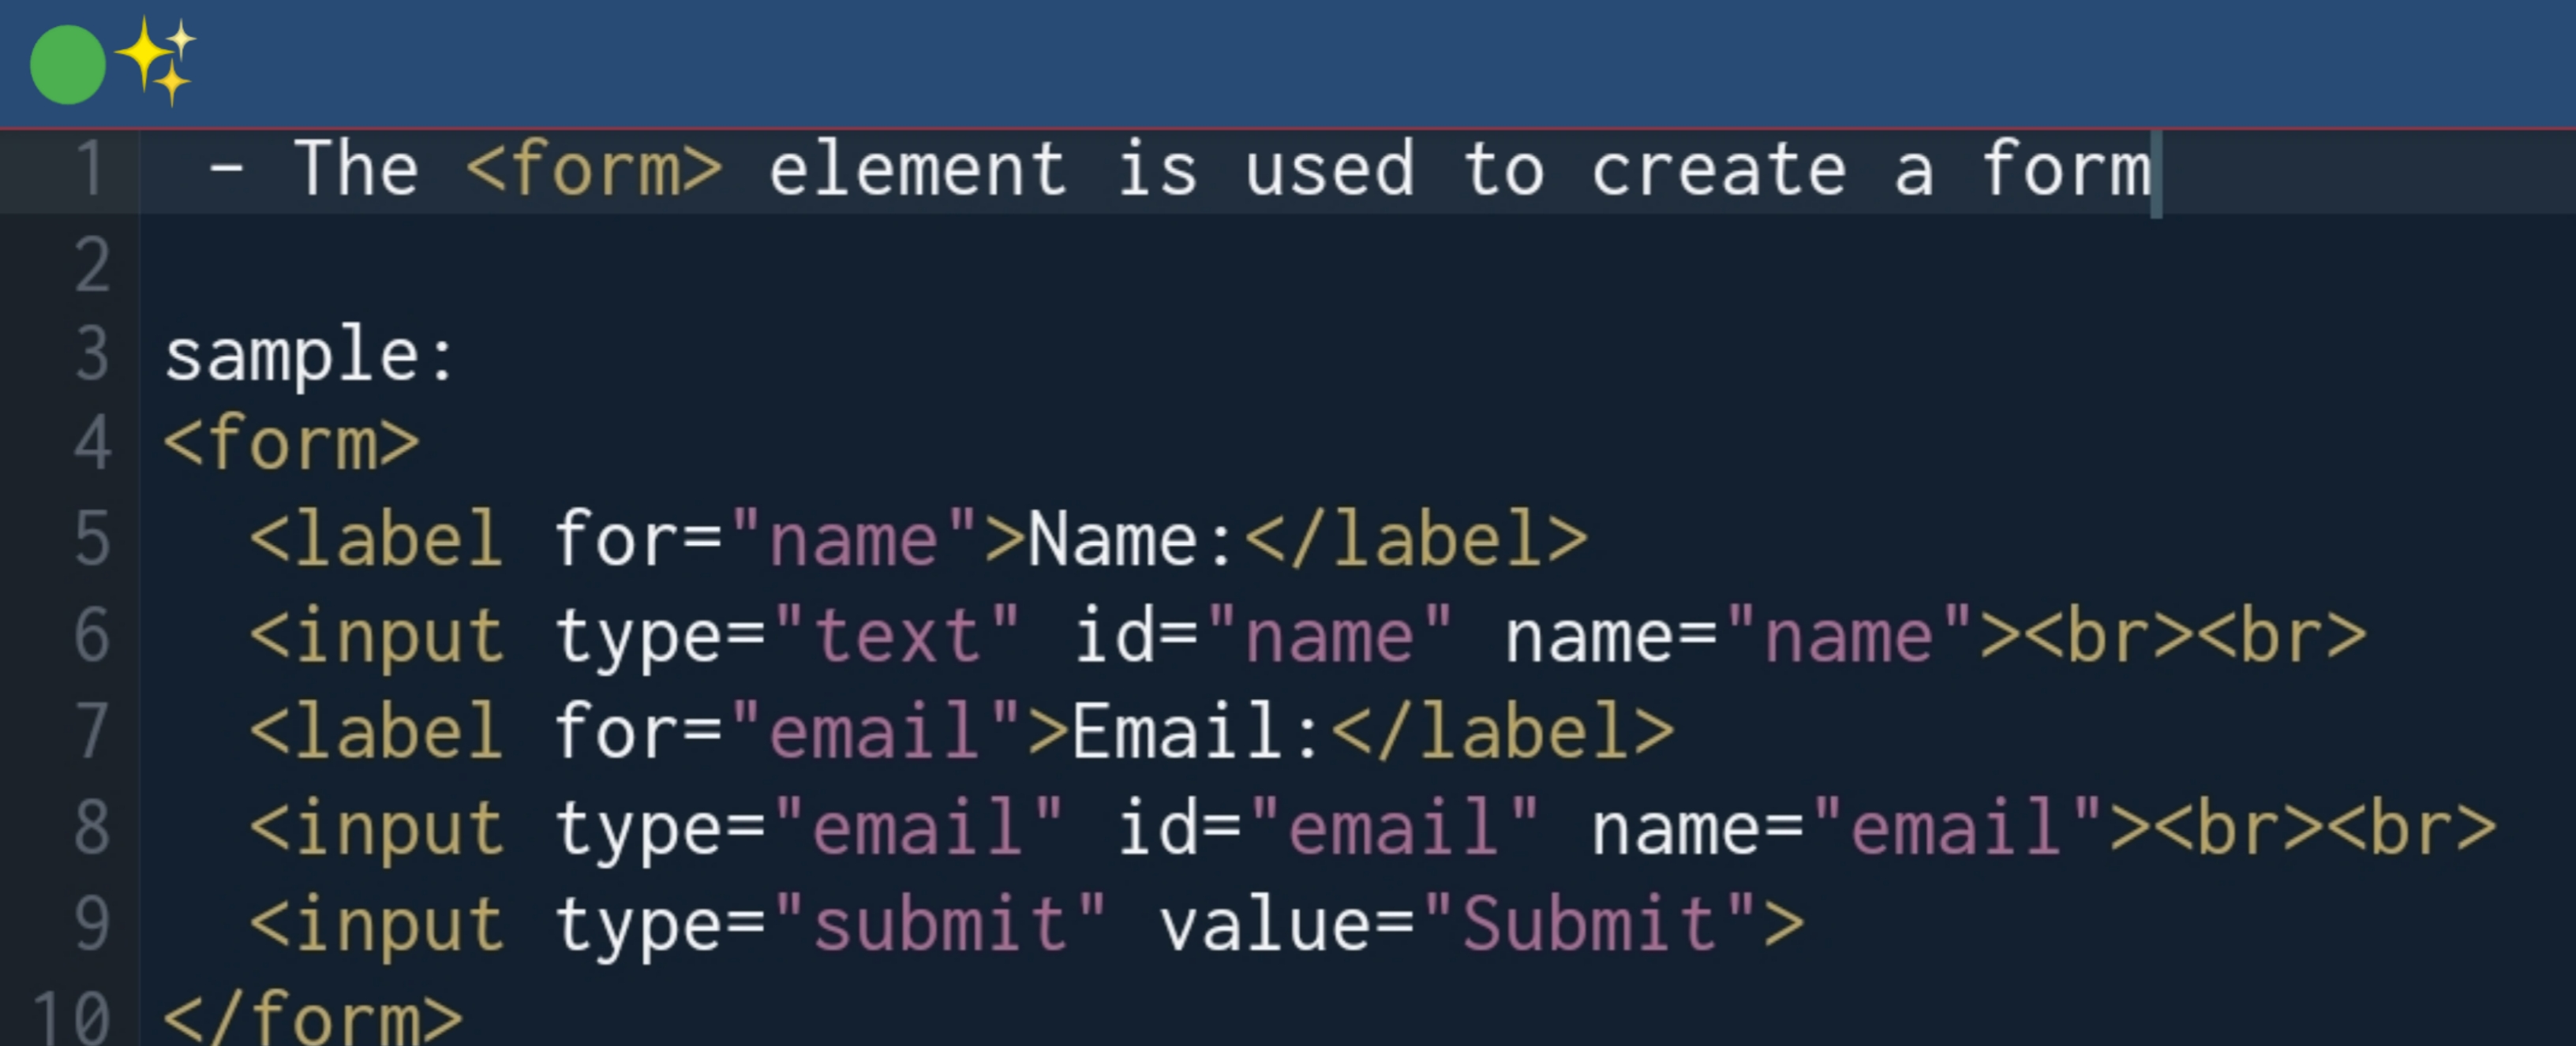 1 - The <form> element is used to create a form
2
3 sample:
4 <form>
5 <label for="name">Name:</label>
6 <input type="text" id="name" name="name"><br><br>
7 <label for="email">Email:</label>
8 <input type="email" id="email" name="email"><br><br>
9 <input type="submit" value="Submit">
10 </form>